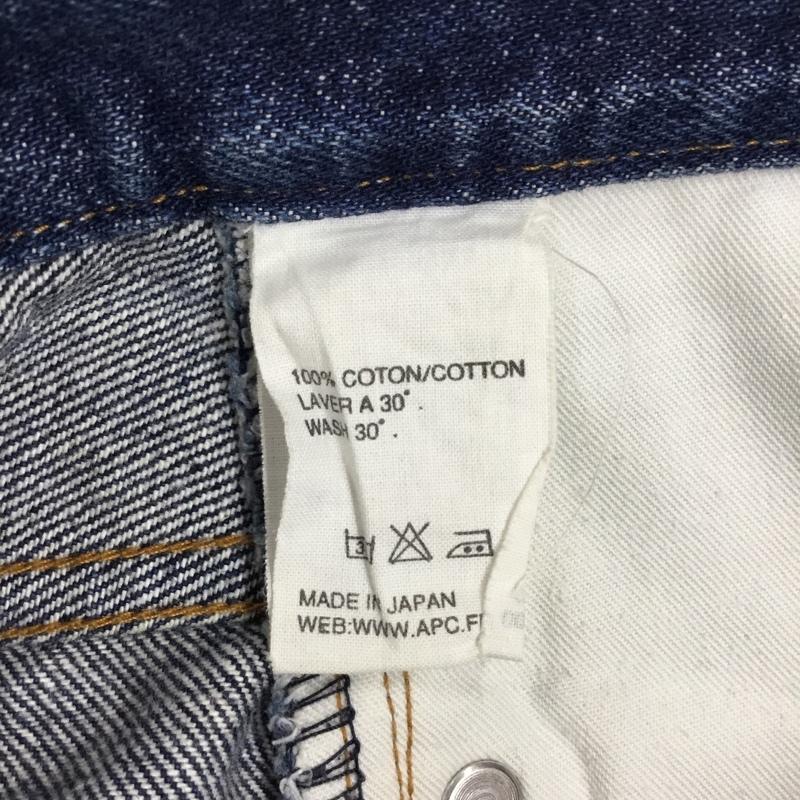 100% COTON/COTTON
LAVER A 30° .
WASH 30° .
MADE IN JAPAN
WEB:WWW.APC.FR